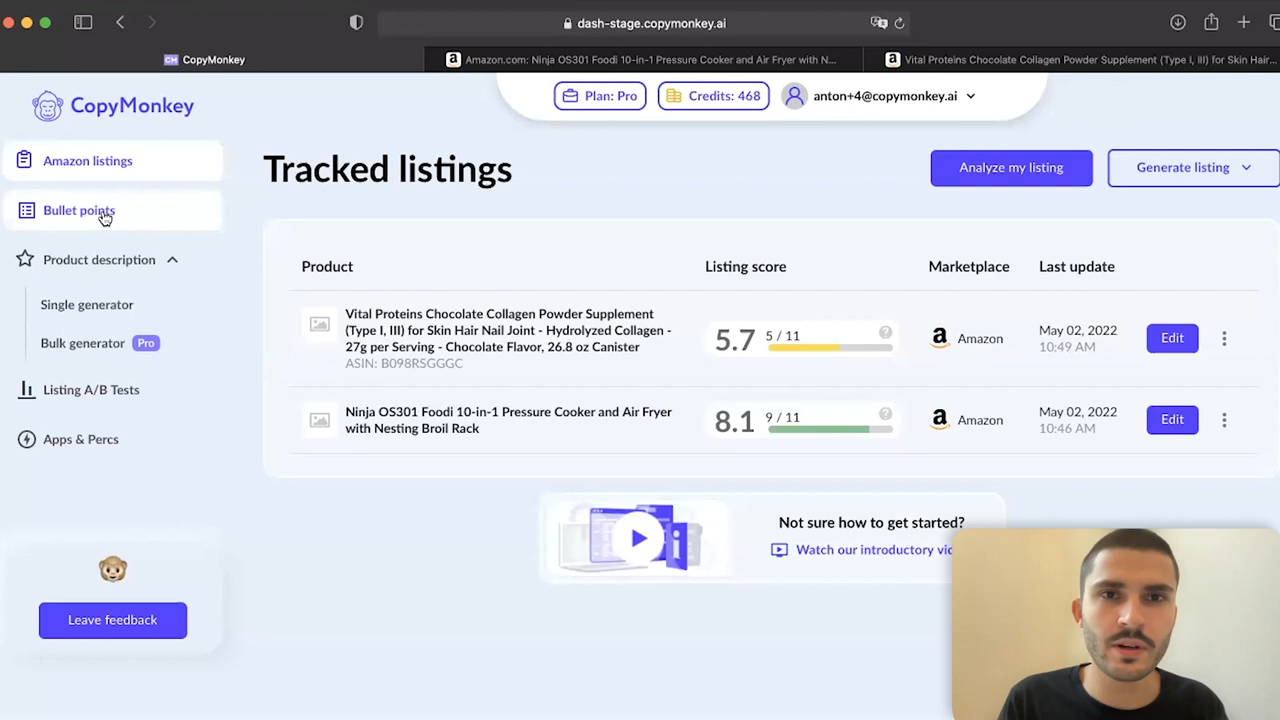 dash-stage.copymonkey.ai
CM CopyMonkey
Amazon.com: Ninja OS301 Foodi 10-in-1 Pressure Cooker and Air Fryer with N...
Vital Proteins Chocolate Collagen Powder Supplement (Type I, III) for Skin Hair...
CopyMonkey
Plan: Pro
Credits: 468
anton+4@copymonkey.ai
Amazon listings
Bullet points
Product description
Single generator
Bulk generator Pro
Listing A/B Tests
Apps & Percs
Leave feedback
Tracked listings
Analyze my listing
Generate listing
Product
Listing score
Marketplace
Last update
Vital Proteins Chocolate Collagen Powder Supplement
(Type I, III) for Skin Hair Nail Joint - Hydrolyzed Collagen -
27g per Serving - Chocolate Flavor, 26.8 oz Canister
ASIN: B098RSGGGC
5.7
5 / 11
?
a Amazon
May 02, 2022
10:49 AM
Edit
Ninja OS301 Foodi 10-in-1 Pressure Cooker and Air Fryer
with Nesting Broil Rack
8.1
9 / 11
?
a Amazon
May 02, 2022
10:46 AM
Edit
Not sure how to get started?
Watch our introductory vid